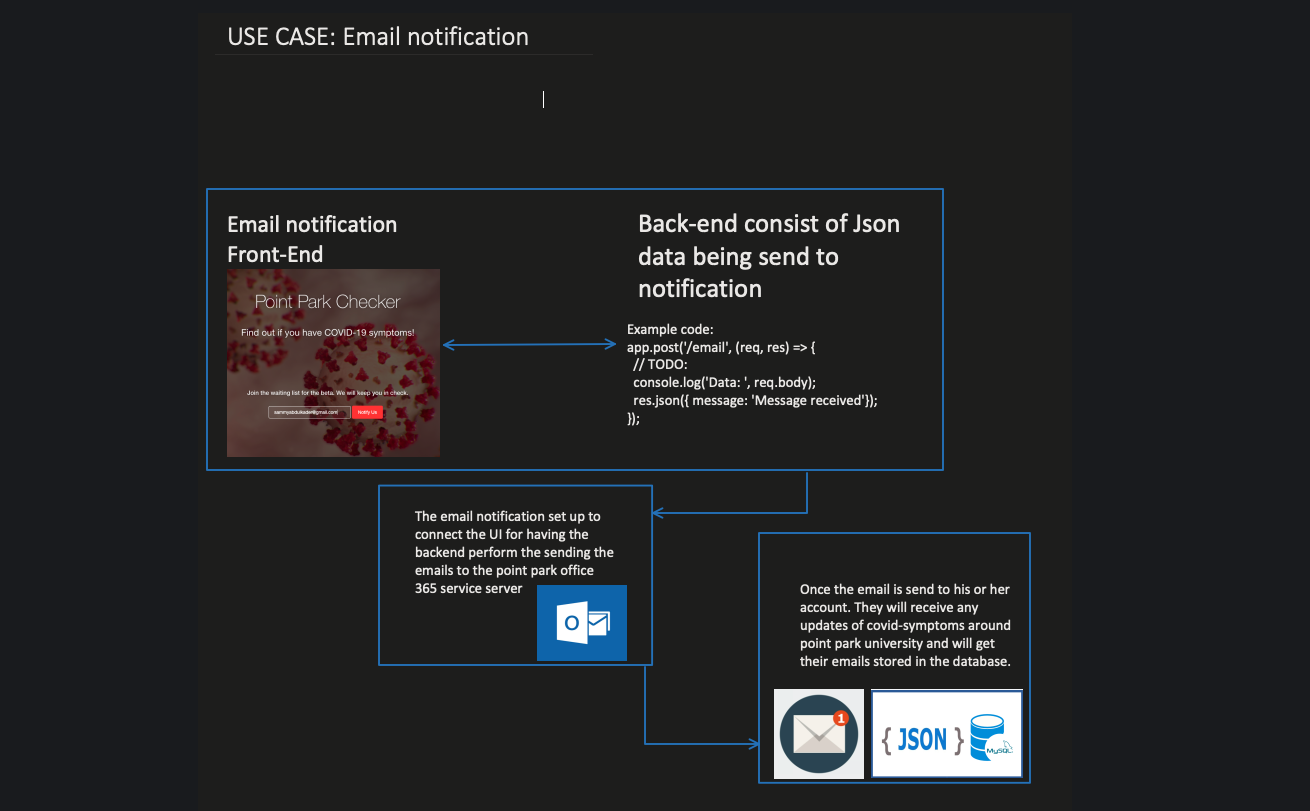 USE CASE: Email notification
Email notification
Front-End
Point Park Checker
Find out if you have COVID-19 symptoms!
Join the waiting list for the beta. We will keep you in check.
Notify Us
Back-end consist of Json
data being send to
notification
Example code:
app.post('/email', (req, res) => {
// TODO:
console.log('Data: ', req.body);
res.json({ message: 'Message received'});
});
The email notification set up to
connect the UI for having the
backend perform the sending the
emails to the point park office
365 service server
O
Once the email is send to his or her
account. They will receive any
updates of covid-symptoms around
point park university and will get
their emails stored in the database.
1
{ JSON }
MySQL